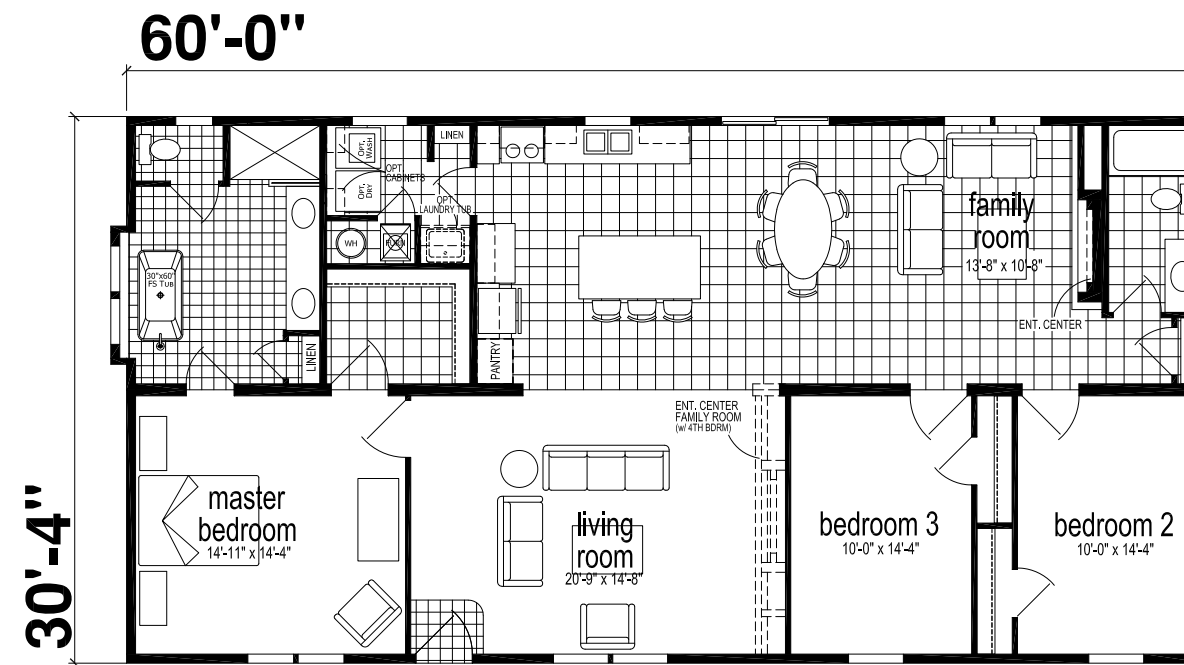 60'-0"
30'-4"
LINEN
OPT.
WASH
OPT.
CABINETS
OPT.
DRY
OPT
LAUNDRY TUB
WH
FURN
30"x60"
FS TUB
LINEN
PANTRY
family
room
13'-8" x 10'-8"
ENT. CENTER
ENT. CENTER
FAMILY ROOM
(w/ 4TH BDRM)
master
bedroom
14'-11" x 14'-4"
living
room
20'-9" x 14'-8"
bedroom 3
10'-0" x 14'-4"
bedroom 2
10'-0" x 14'-4"